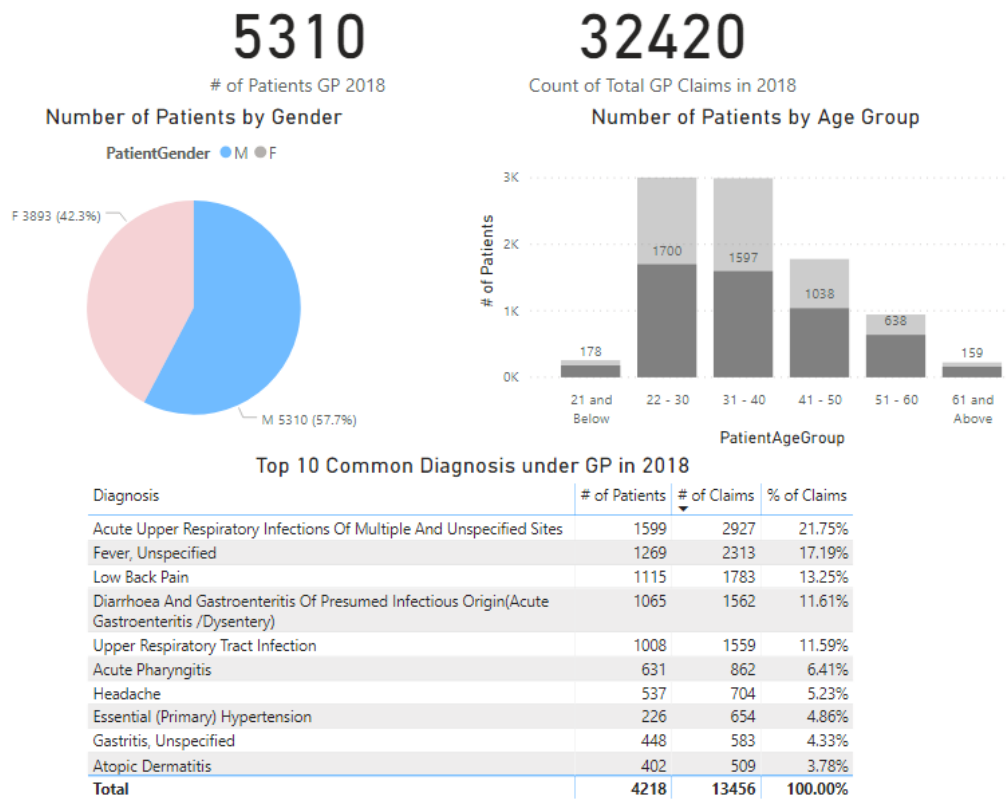 5310
# of Patients GP 2018
32420
Count of Total GP Claims in 2018
Number of Patients by Gender
PatientGender M F
F 3893 (42.3%)
M 5310 (57.7%)
Number of Patients by Age Group
# of Patients
3K
2K
1K
0K
178
1700
1597
1038
638
159
21 and
Below
22 - 30
31 - 40
41 - 50
51 - 60
61 and
Above
PatientAgeGroup
Top 10 Common Diagnosis under GP in 2018
Diagnosis # of Patients # of Claims % of Claims
Acute Upper Respiratory Infections Of Multiple And Unspecified Sites 1599 2927 21.75%
Fever, Unspecified 1269 2313 17.19%
Low Back Pain 1115 1783 13.25%
Diarrhoea And Gastroenteritis Of Presumed Infectious Origin(Acute 1065 1562 11.61%
Gastroenteritis /Dysentery)
Upper Respiratory Tract Infection 1008 1559 11.59%
Acute Pharyngitis 631 862 6.41%
Headache 537 704 5.23%
Essential (Primary) Hypertension 226 654 4.86%
Gastritis, Unspecified 448 583 4.33%
Atopic Dermatitis 402 509 3.78%
Total 4218 13456 100.00%